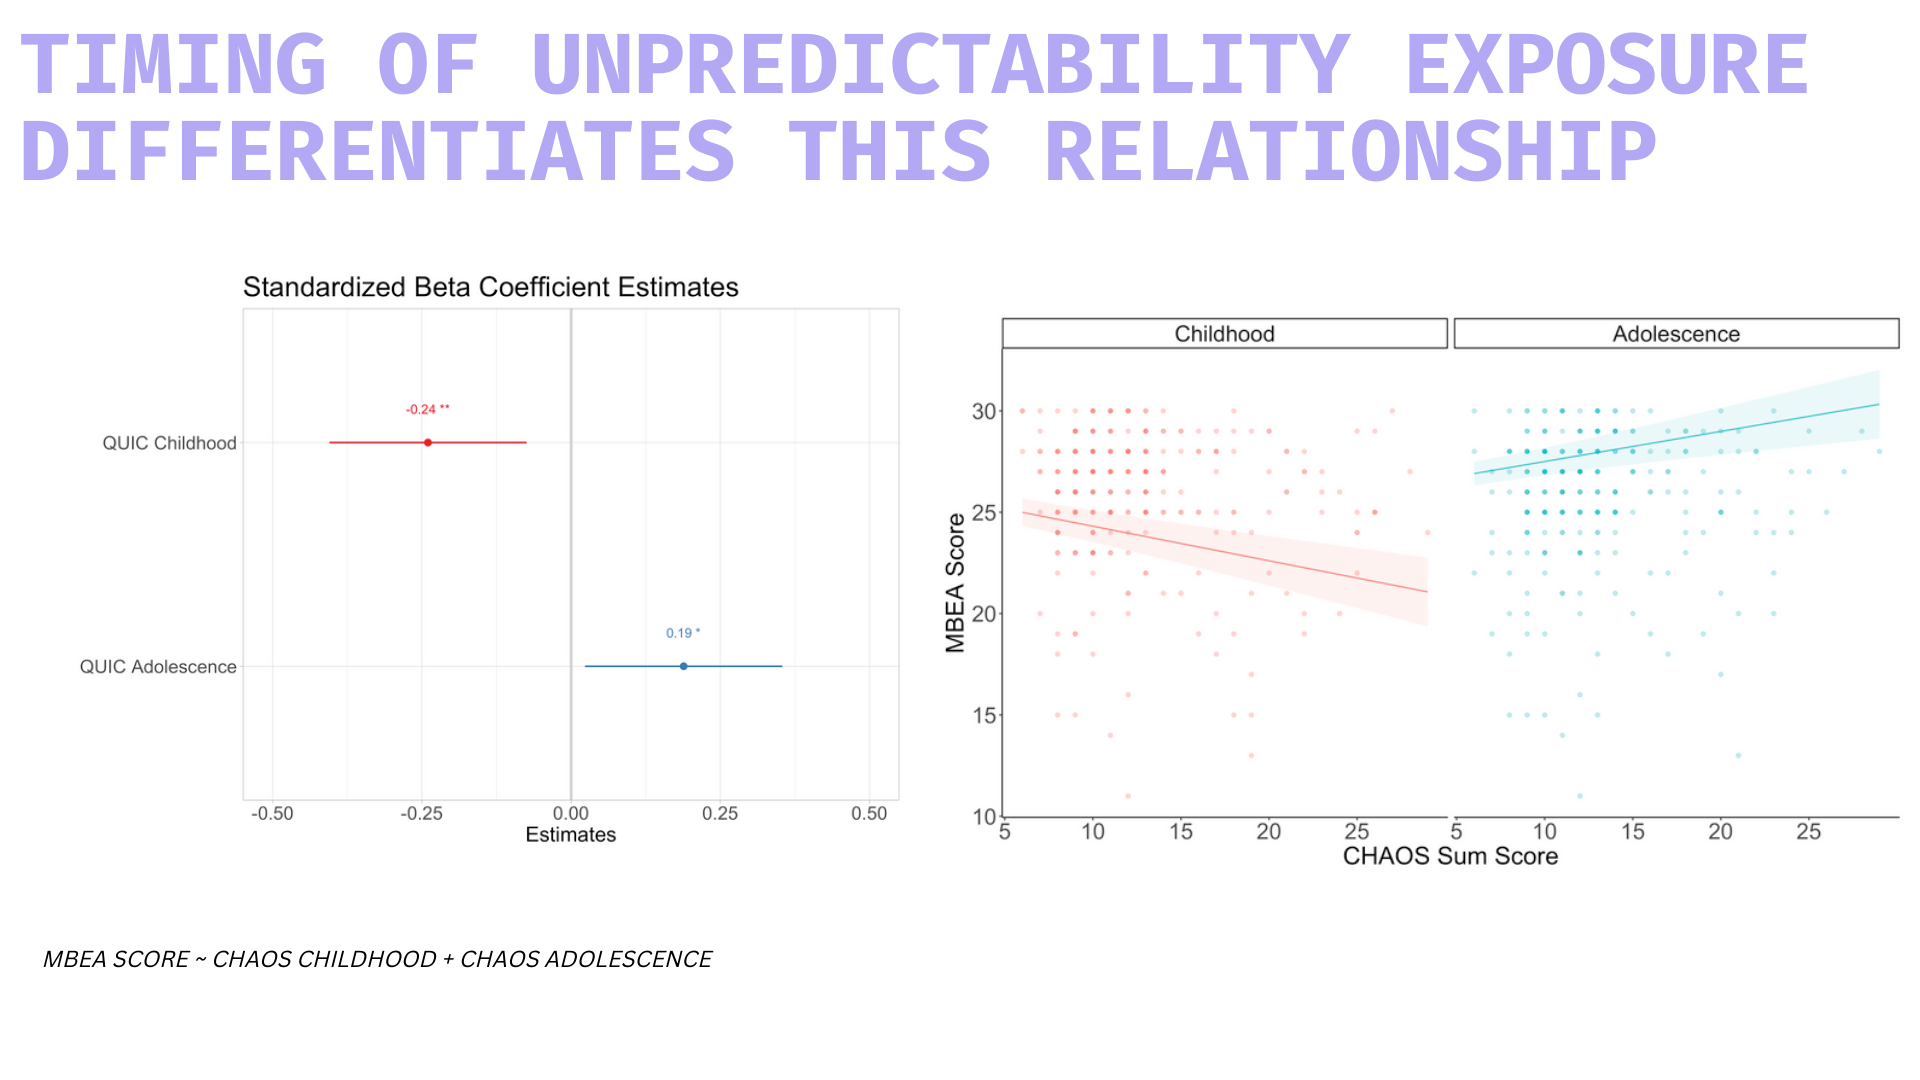 TIMING OF UNPREDICTABILITY EXPOSURE
DIFFERENTIATES THIS RELATIONSHIP
Standardized Beta Coefficient Estimates
-0.24 **
QUIC Childhood
0.19 *
QUIC Adolescence
-0.50 -0.25 0.00 0.25 0.50
Estimates
Childhood Adolescence
30
25
20
15
10
MBEA Score
5 10 15 20 25 5 10 15 20 25
CHAOS Sum Score
MBEA SCORE ~ CHAOS CHILDHOOD + CHAOS ADOLESCENCE